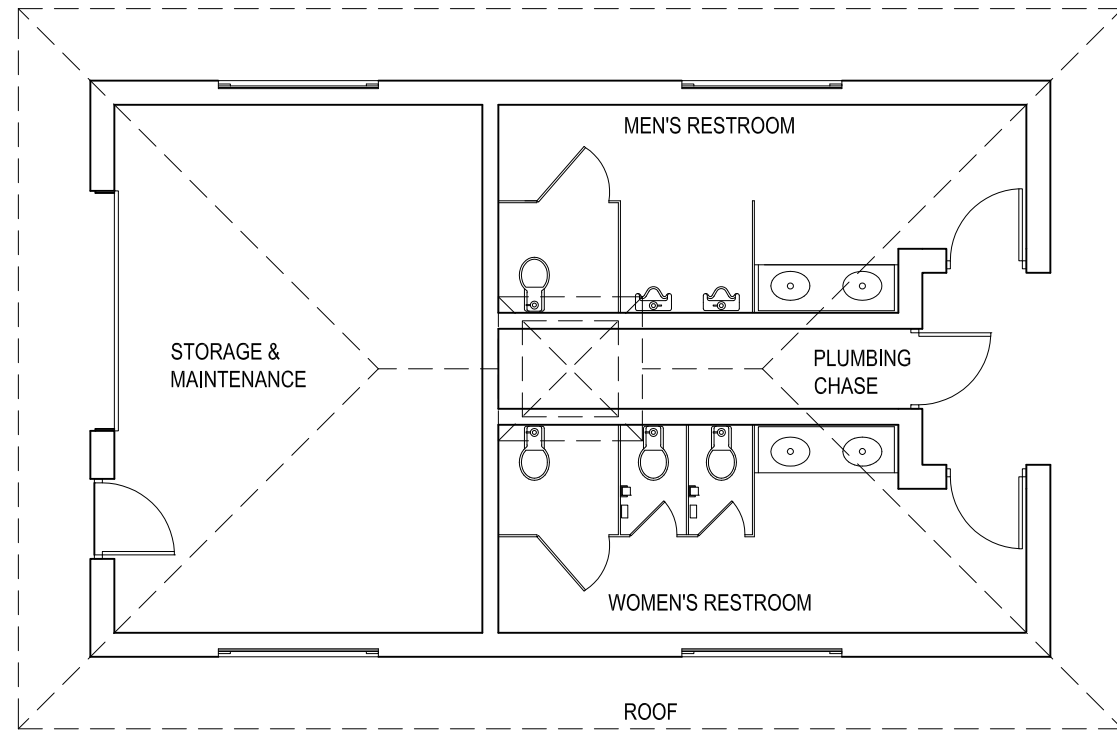 MEN'S RESTROOM
STORAGE &
MAINTENANCE
PLUMBING
CHASE
WOMEN'S RESTROOM
ROOF